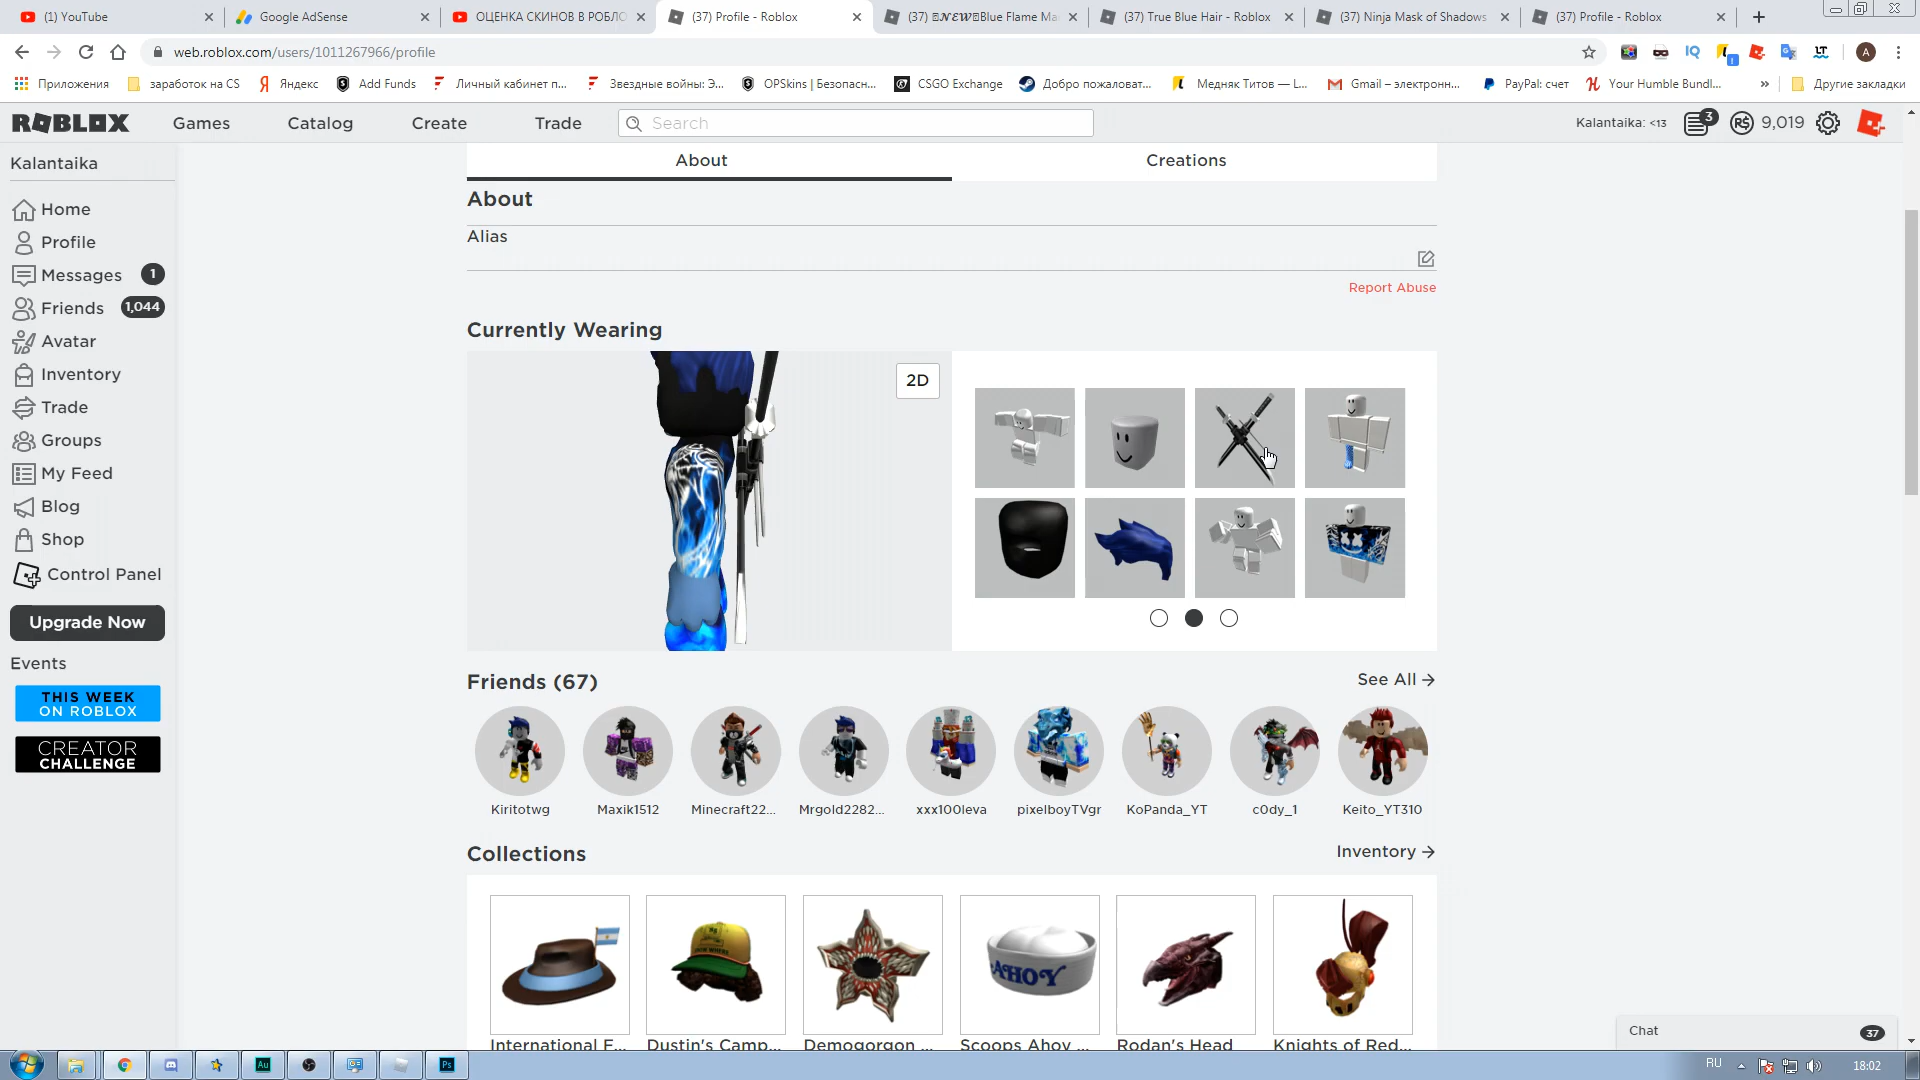 (1) YouTube
Google AdSense
ОЦЕНКА СКИНОВ В РОБЛО
(37) Profile - Roblox
(37) 𝓝𝓔𝓦 Blue Flame Ma
(37) True Blue Hair - Roblox
(37) Ninja Mask of Shadows
(37) Profile - Roblox
web.roblox.com/users/1011267966/profile
Приложения
заработок на CS
Яндекс
Add Funds
Личный кабинет п...
Звездные войны: Э...
OPSkins | Безопасн...
CSGO Exchange
Добро пожаловат...
Медняк Титов — L...
Gmail – электронн...
PayPal: счет
Your Humble Bundl...
»
Другие закладки
ROBLOX
Games
Catalog
Create
Trade
Search
Kalantaika: <13
3
9,019
Kalantaika
Home
Profile
Messages 1
Friends 1,044
Avatar
Inventory
Trade
Groups
My Feed
Blog
Shop
Control Panel
Upgrade Now
Events
THIS WEEK
ON ROBLOX
CREATOR
CHALLENGE
About
Creations
About
Alias
Report Abuse
Currently Wearing
2D
Friends (67)
See All
Kiritotwg
Maxik1512
Minecraft22...
Mrgold2282...
xxx100leva
pixelboyTVgr
KoPanda_YT
c0dy_1
Keito_YT310
Collections
Inventory
AHOY
International F...
Dustin's Camp...
Demogorgon ...
Scoops Ahoy ...
Rodan's Head
Knights of Red...
Chat
37
Au
Ps
RU
18:02